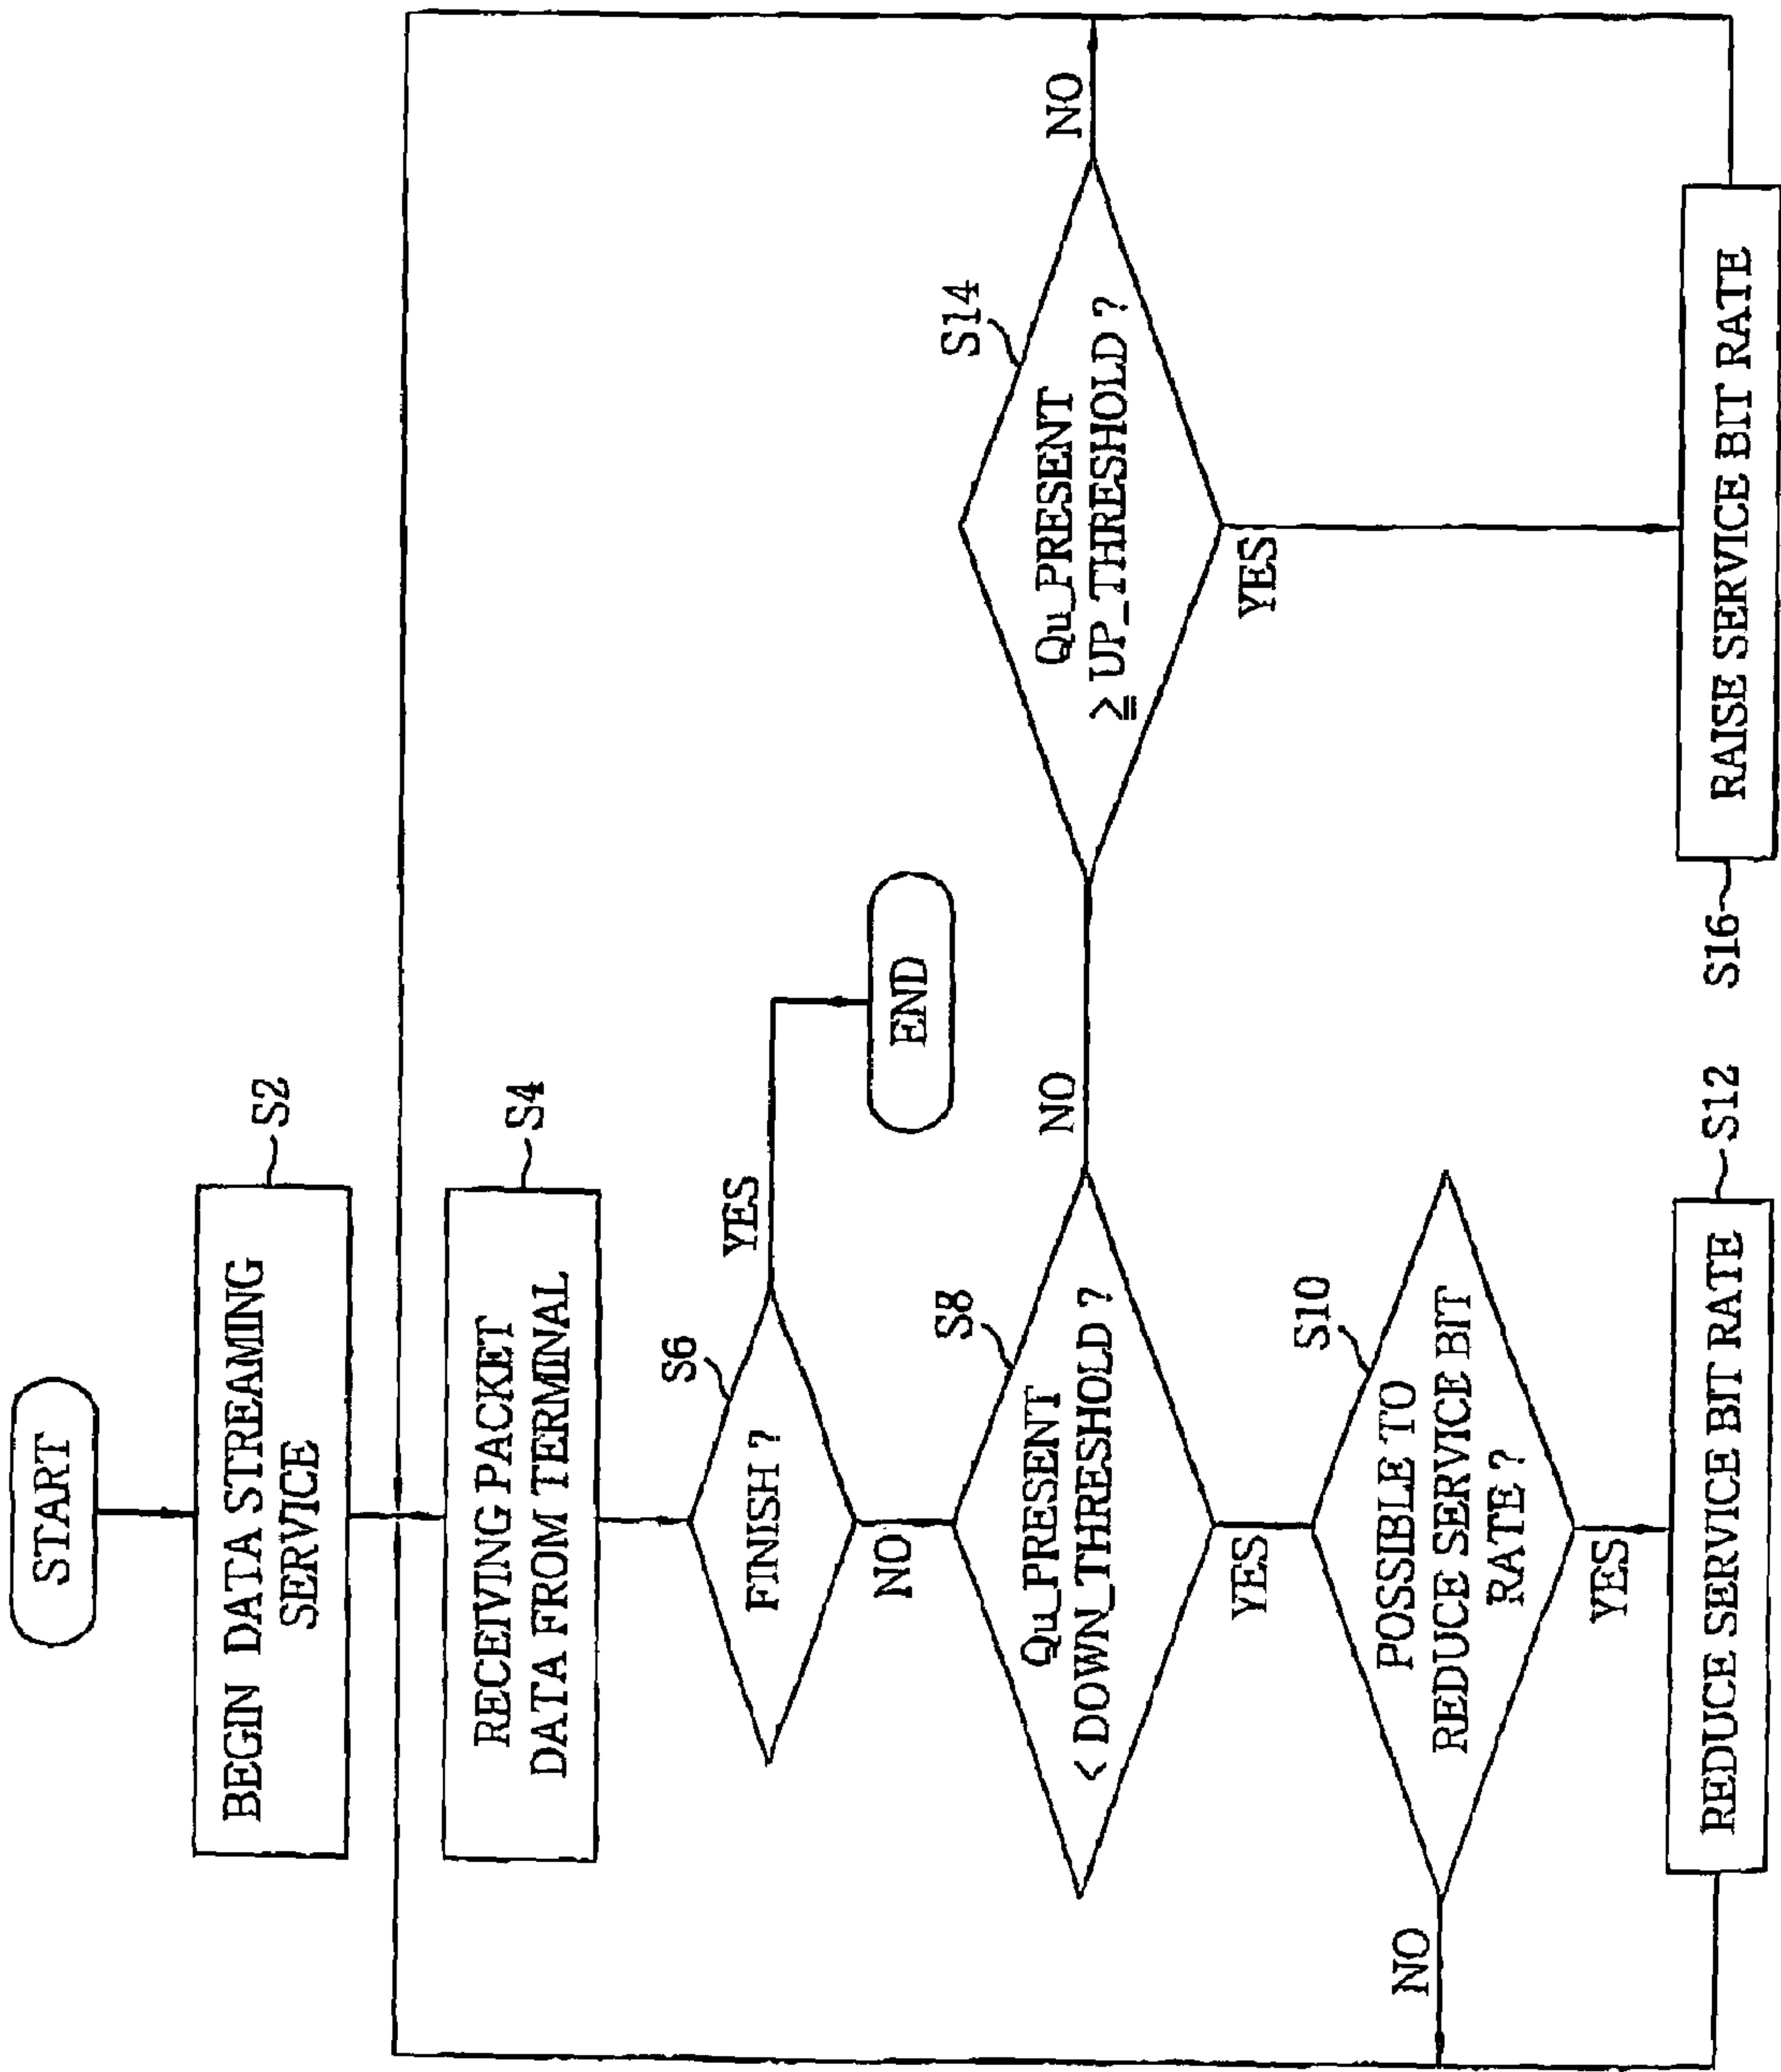 START
BEGIN DATA STREAMING
SERVICE
S2
RECEIVING PACKET
DATA FROM TERMINAL
S4
FINISH ?
S6
YES
NO
END
Qu_PRESENT
< DOWN_THRESHOLD ?
S8
NO
YES
Qu_PRESENT
≧ UP_THRESHOLD ?
S14
NO
YES
POSSIBLE TO
REDUCE SERVICE BIT
RATE ?
S10
NO
YES
REDUCE SERVICE BIT RATE
S12
S16
RAISE SERVICE BIT RATE